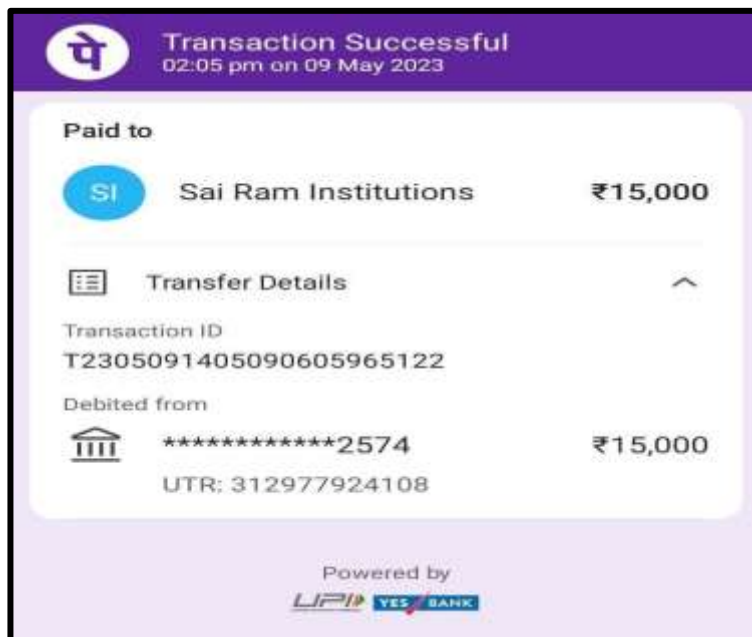 पे
Transaction Successful
02:05 pm on 09 May 2023
Paid to
SI Sai Ram Institutions ₹15,000
Transfer Details
Transaction ID
T2305091405090605965122
Debited from
************2574 ₹15,000
UTR: 312977924108
Powered by
UPI YES BANK